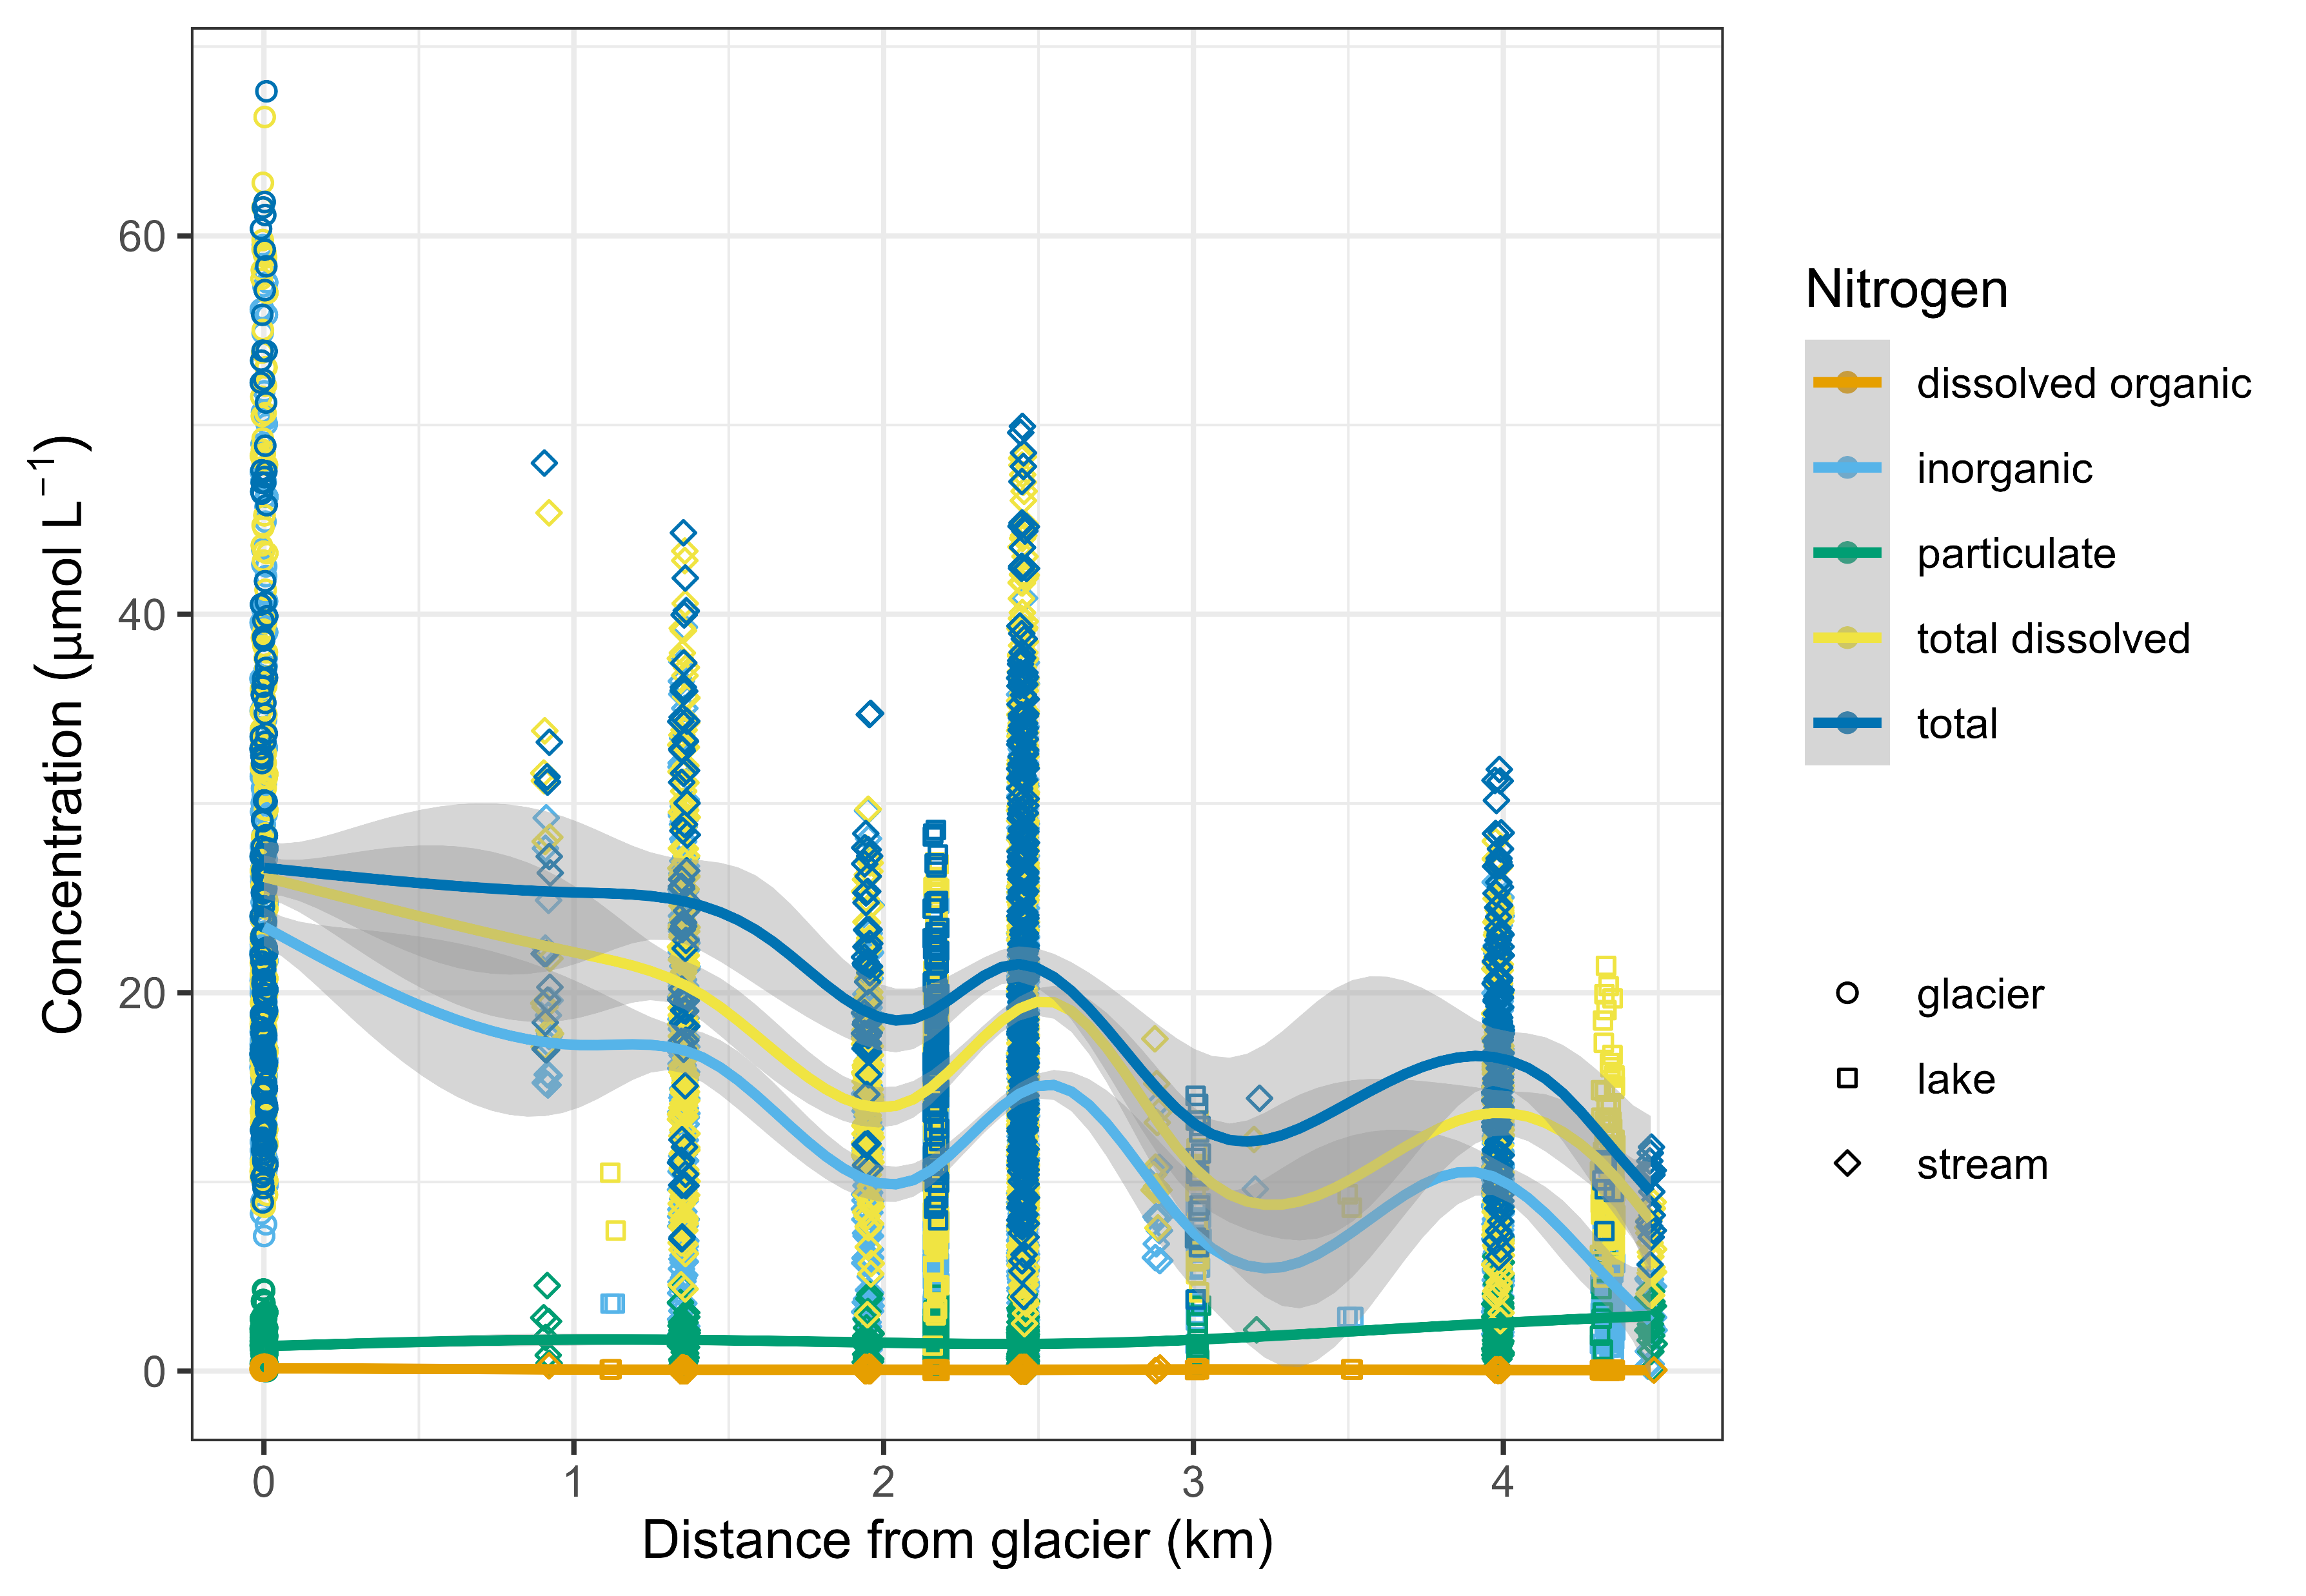 Concentration (µmol L⁻¹)
60
40
20
0
0 1 2 3 4
Distance from glacier (km)
Nitrogen
dissolved organic
inorganic
particulate
total dissolved
total
glacier
lake
stream